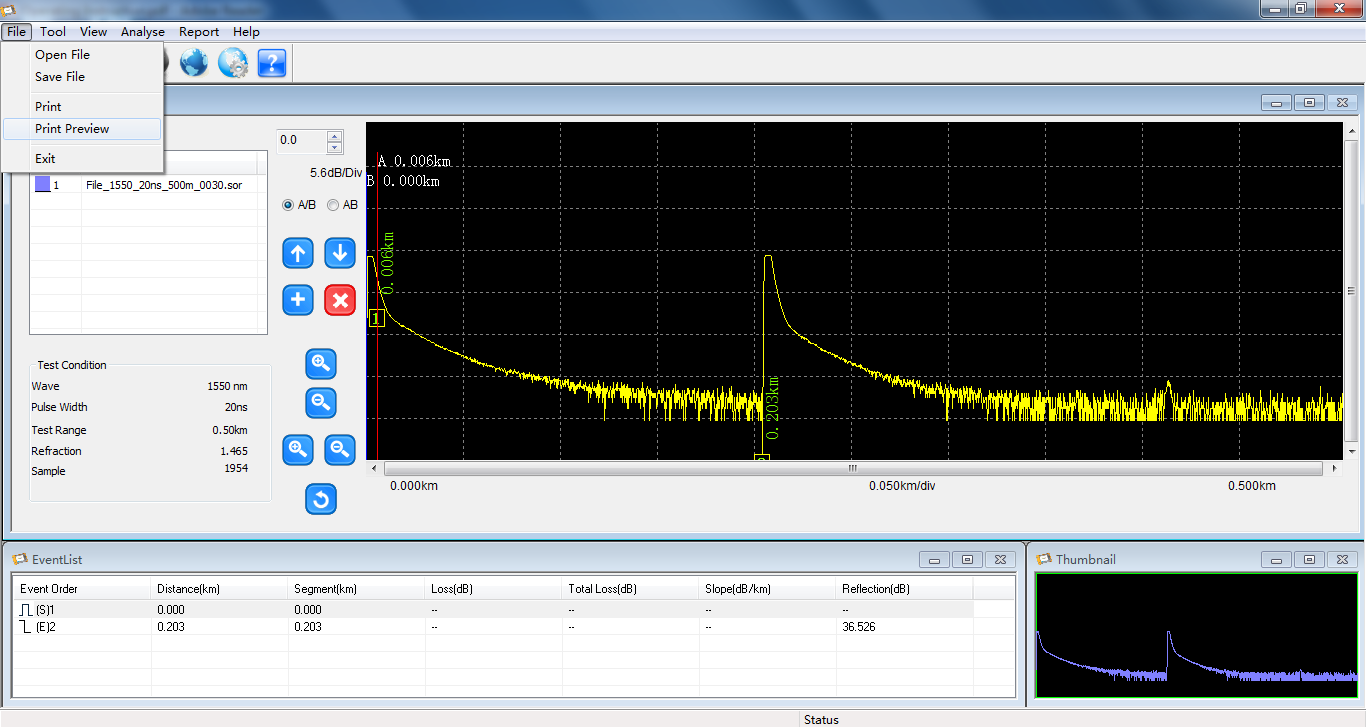 File Tool View Analyse Report Help
Open File
Save File
Print
Print Preview
Exit
1 File_1550_20ns_500m_0030.sor
0.0
5.6dB/Div
A/B AB
A 0.006km
B 0.000km
0.006km
1
0.203km
0.000km 0.050km/div 0.500km
Test Condition
Wave 1550 nm
Pulse Width 20ns
Test Range 0.50km
Refraction 1.465
Sample 1954
EventList
Event Order Distance(km) Segment(km) Loss(dB) Total Loss(dB) Slope(dB/km) Reflection(dB)
(S)1 0.000 0.000 -- -- -- --
(E)2 0.203 0.203 -- -- -- 36.526
Thumbnail
Status